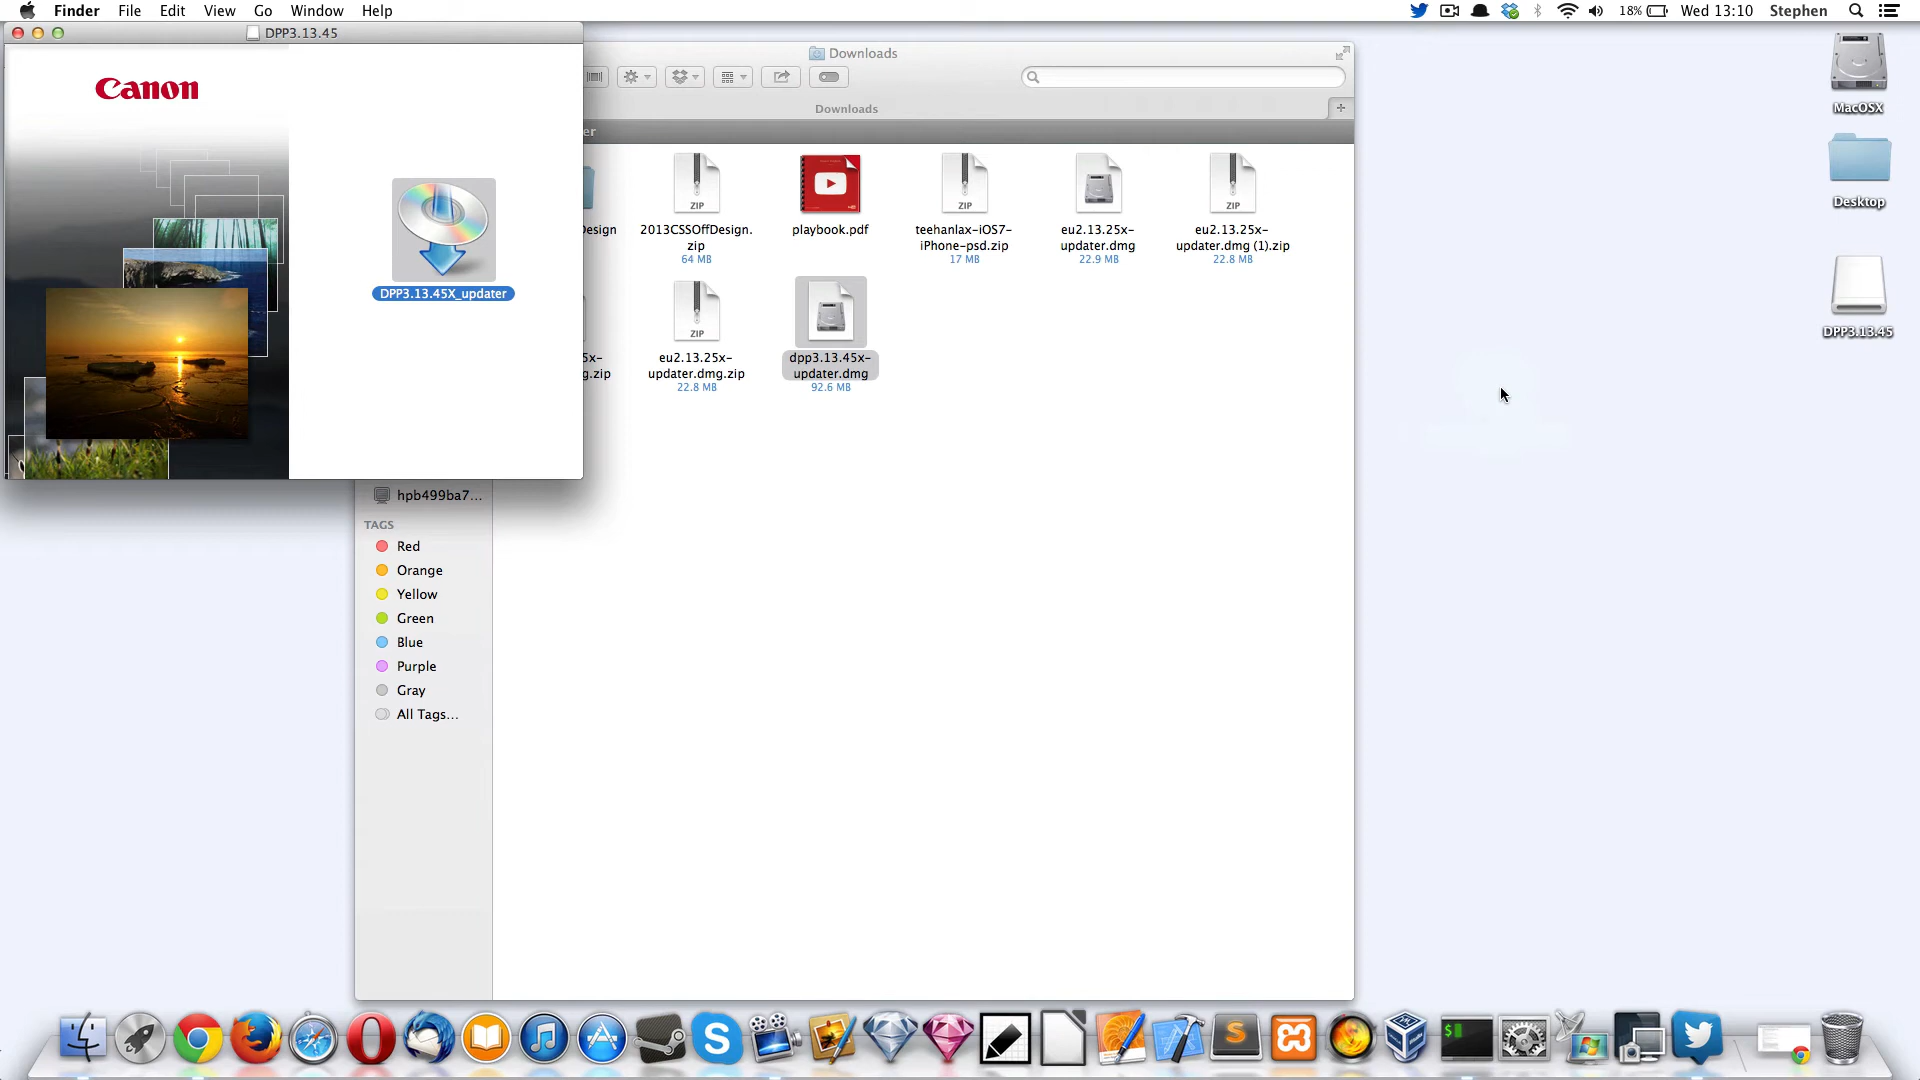 Finder File Edit View Go Window Help
18% Wed 13:10 Stephen
DPP3.13.45
Canon
DPP3.13.45X_updater
Downloads
Downloads
er
Design
2013CSSOffDesign.
zip
64 MB
playbook.pdf
teehanlax-iOS7-
iPhone-psd.zip
17 MB
eu2.13.25x-
updater.dmg
22.9 MB
eu2.13.25x-
updater.dmg (1).zip
22.8 MB
5x-
g.zip
eu2.13.25x-
updater.dmg.zip
22.8 MB
dpp3.13.45x-
updater.dmg
92.6 MB
ZIP
ZIP
ZIP
ZIP
hpb499ba7...
TAGS
Red
Orange
Yellow
Green
Blue
Purple
Gray
All Tags...
MacOSX
Desktop
DPP3.13.45